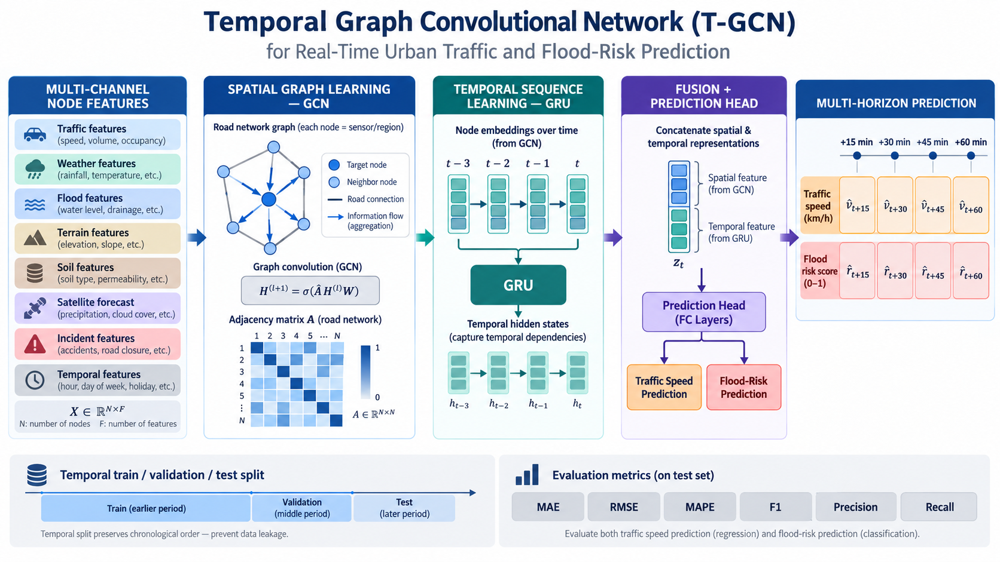 Temporal Graph Convolutional Network (T-GCN)
for Real-Time Urban Traffic and Flood-Risk Prediction
MULTI-CHANNEL
NODE FEATURES
Traffic features
(speed, volume, occupancy)
Weather features
(rainfall, temperature, etc.)
Flood features
(water level, drainage, etc.)
Terrain features
(elevation, slope, etc.)
Soil features
(soil type, permeability, etc.)
Satellite forecast
(precipitation, cloud cover, etc.)
Incident features
(accidents, road closure, etc.)
Temporal features
(hour, day of week, holiday, etc.)
X ∈ ℝ^{N×F}
N: number of nodes F: number of features
SPATIAL GRAPH LEARNING
— GCN
Road network graph (each node = sensor/region)
Target node
Neighbor node
Road connection
Information flow
(aggregation)
Graph convolution (GCN)
H^{(l+1)} = σ(Â H^{(l)} W)
Adjacency matrix A (road network)
1 2 3 4 5 ... N
1
2
3
4
5
⋮
N
1
0
A ∈ ℝ^{N×N}
TEMPORAL SEQUENCE
LEARNING — GRU
Node embeddings over time
(from GCN)
t − 3 t − 2 t − 1 t
GRU
Temporal hidden states
(capture temporal dependencies)
h_{t−3} h_{t−2} h_{t−1} h_t
FUSION +
PREDICTION HEAD
Concatenate spatial &
temporal representations
Spatial feature
(from GCN)
Temporal feature
(from GRU)
z_t
Prediction Head
(FC Layers)
Traffic Speed
Prediction
Flood-Risk
Prediction
MULTI-HORIZON PREDICTION
+15 min +30 min +45 min +60 min
Traffic
speed
(km/h)
v̂_{t+15} v̂_{t+30} v̂_{t+45} v̂_{t+60}
Flood
risk score
(0–1)
r̂_{t+15} r̂_{t+30} r̂_{t+45} r̂_{t+60}
Temporal train / validation / test split
Train (earlier period)
Validation
(middle period)
Test
(later period)
Temporal split preserves chronological order — prevent data leakage.
Evaluation metrics (on test set)
MAE RMSE MAPE F1 Precision Recall
Evaluate both traffic speed prediction (regression) and flood-risk prediction (classification).